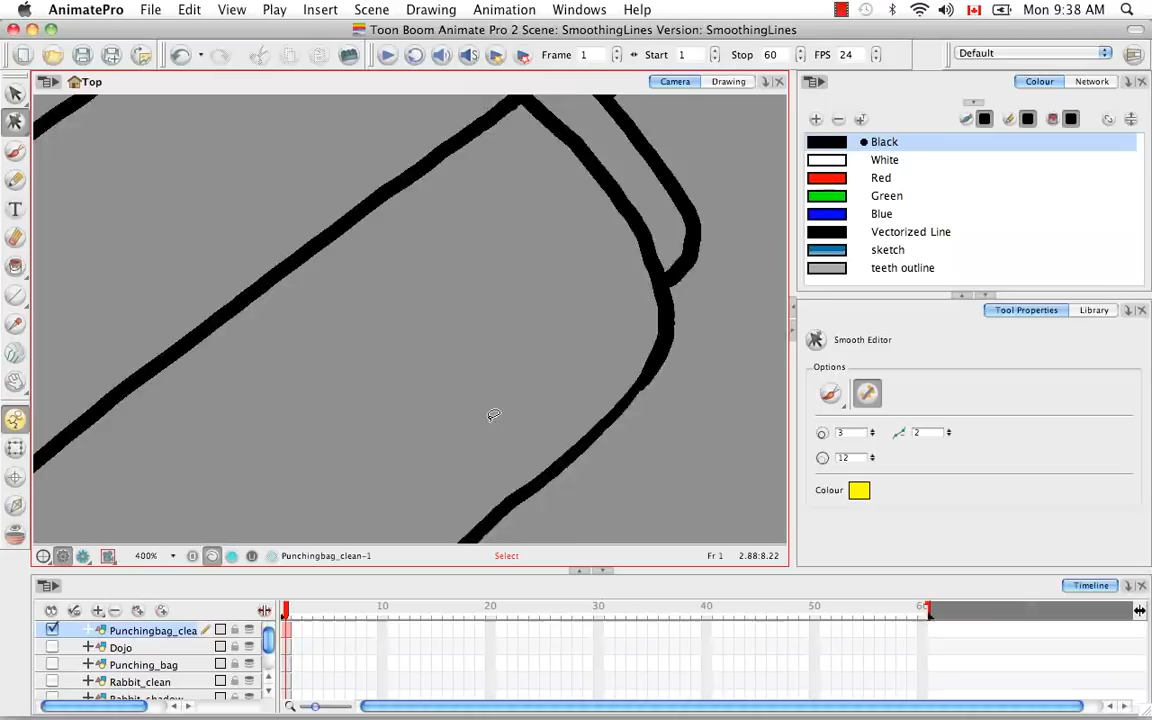 AnimatePro File Edit View Play Insert Scene Drawing Animation Windows Help Mon 9:38 AM
Toon Boom Animate Pro 2 Scene: SmoothingLines Version: SmoothingLines
Frame 1 Start 1 Stop 60 FPS 24 Default
Top Camera Drawing Colour Network
Black
White
Red
Green
Blue
Vectorized Line
sketch
teeth outline
Tool Properties Library
Smooth Editor
Options
3 2
12
Colour
T
400% Punchingbag_clean-1 Select Fr 1 2.88:8.22
Timeline
10 20 30 40 50
Punchingbag_clea
Dojo
Punching_bag
Rabbit_clean
Rabbit_shadow